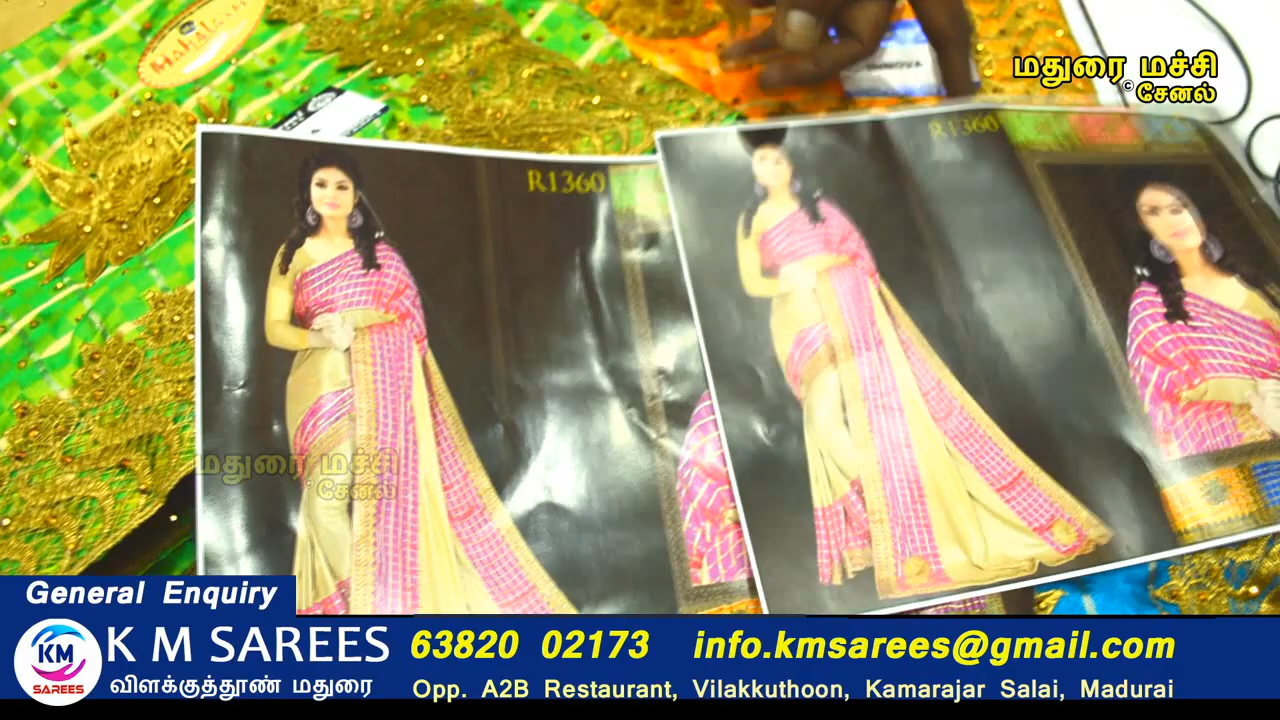 Mahalaxmi
மதுரை மச்சி
© சேனல்
R1360
R1360
மதுரை மச்சி
© சேனல்
General Enquiry
KM
SAREES
K M SAREES
விளக்குத்தூண் மதுரை
63820 02173
info.kmsarees@gmail.com
Opp. A2B Restaurant, Vilakkuthoon, Kamarajar Salai, Madurai